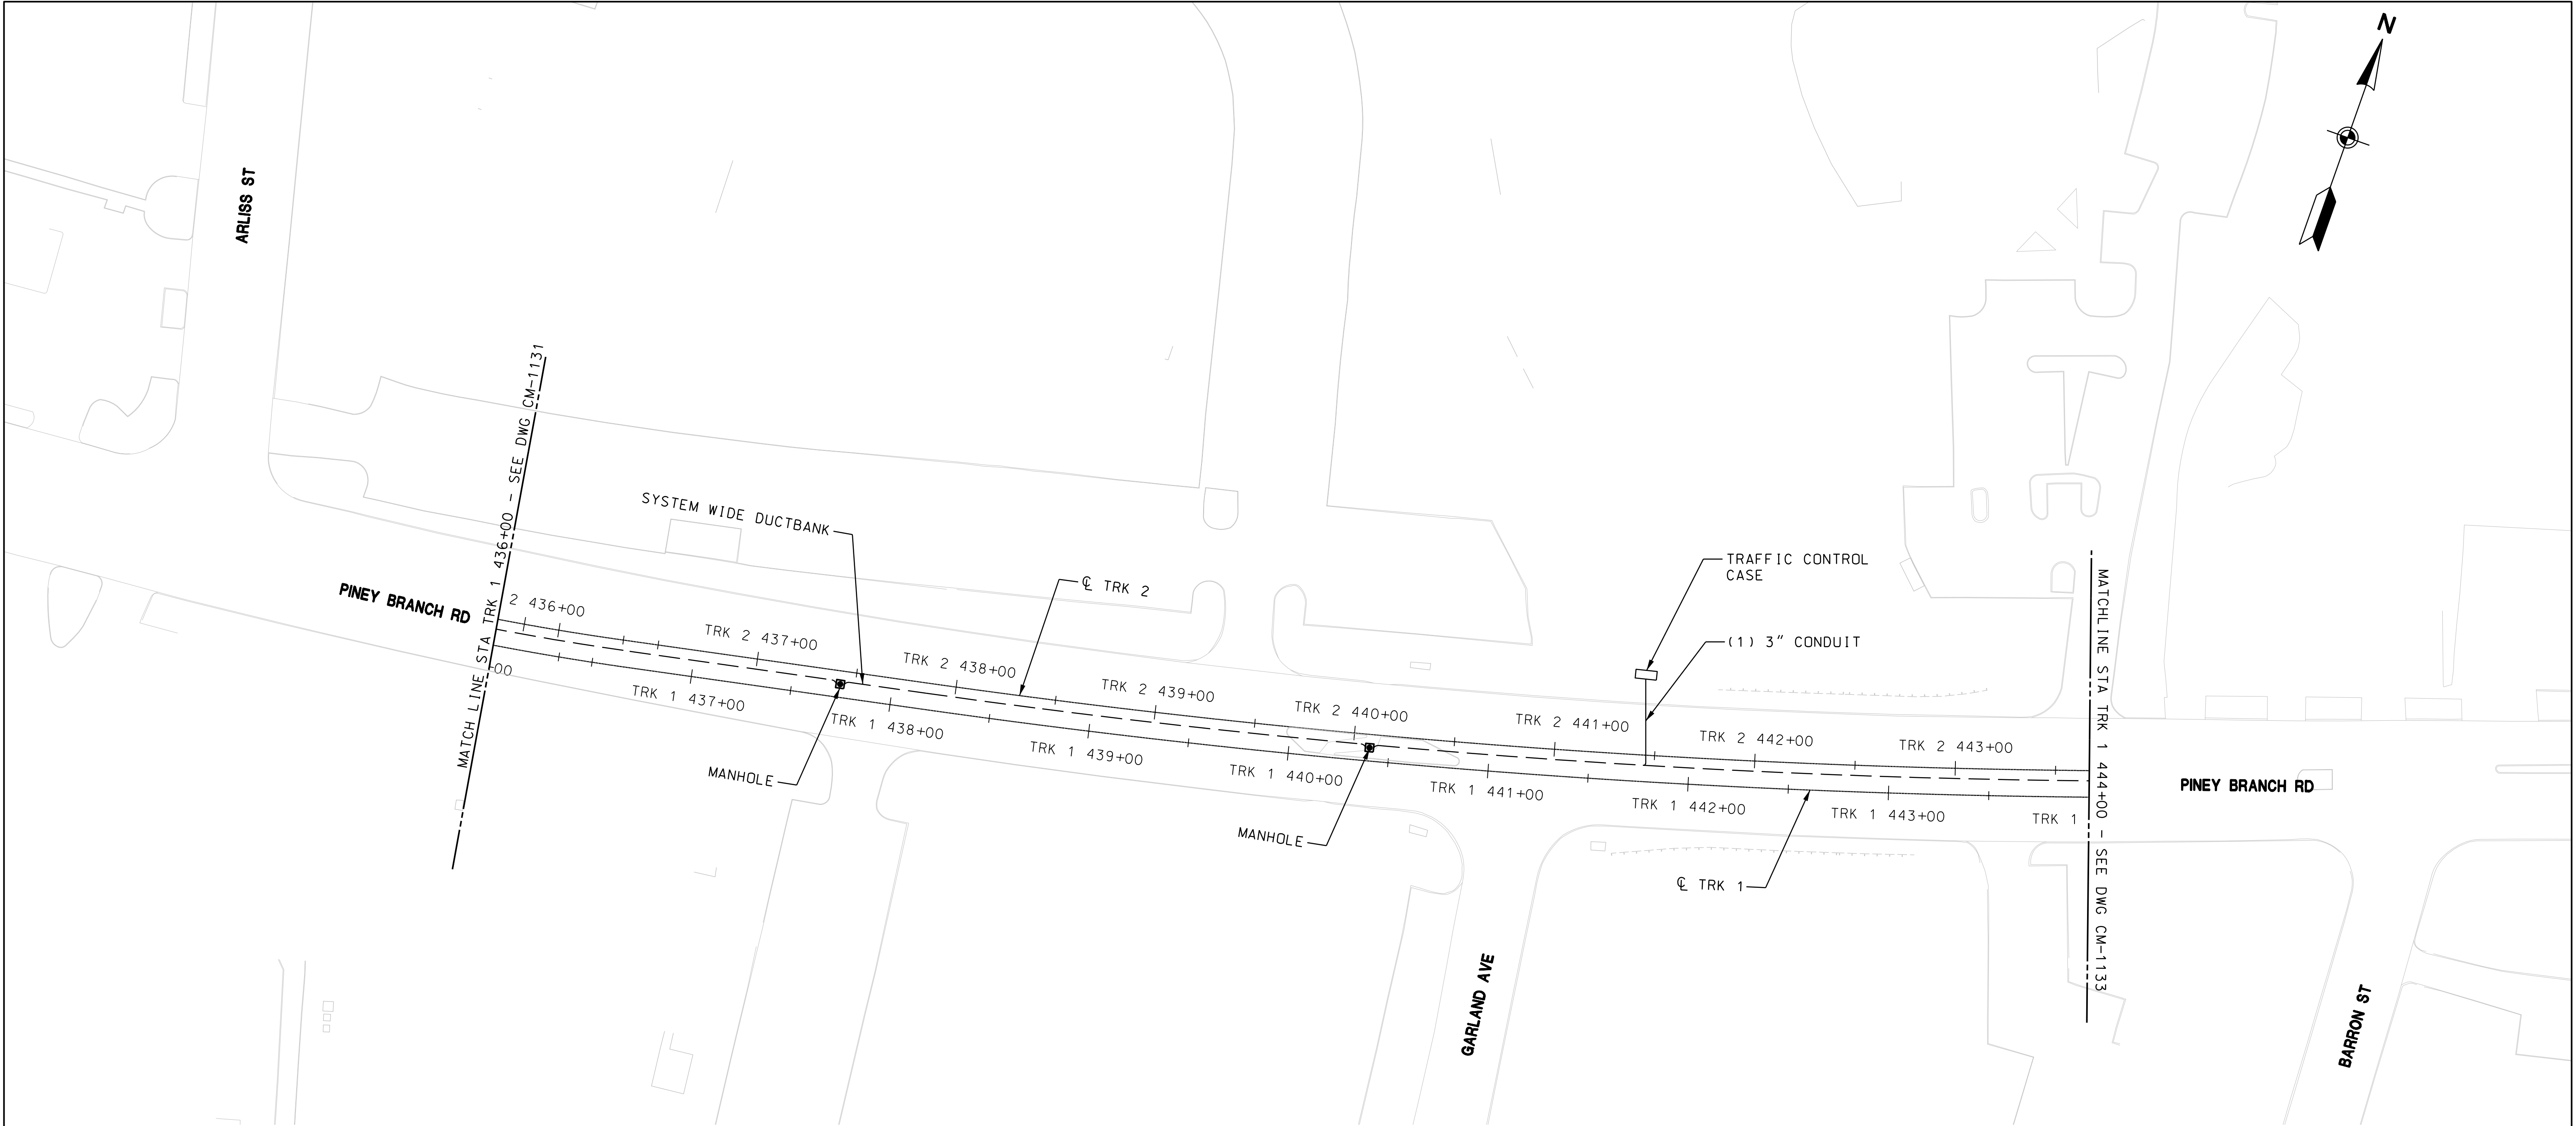 N
ARLISS ST
MATCH LINE STA TRK 1 436+00 - SEE DWG CM-1131
SYSTEM WIDE DUCTBANK
℄ TRK 2
TRAFFIC CONTROL
CASE
(1) 3" CONDUIT
MATCHLINE STA TRK 1 444+00 - SEE DWG CM-1133
PINEY BRANCH RD
2 436+00
TRK 2 437+00
TRK 2 438+00
TRK 2 439+00
TRK 2 440+00
TRK 2 441+00
TRK 2 442+00
TRK 2 443+00
+00
TRK 1 437+00
TRK 1 438+00
TRK 1 439+00
TRK 1 440+00
TRK 1 441+00
TRK 1 442+00
TRK 1 443+00
TRK 1
PINEY BRANCH RD
MANHOLE
MANHOLE
℄ TRK 1
GARLAND AVE
BARRON ST